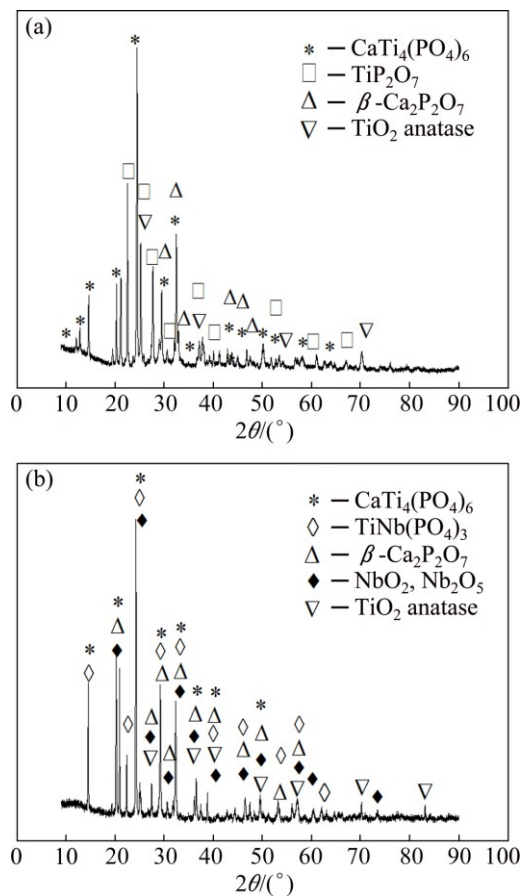 (a)
* — CaTi₄(PO₄)₆
□ — TiP₂O₇
Δ — β-Ca₂P₂O₇
∇ — TiO₂ anatase
0 10 20 30 40 50 60 70 80 90
2θ/(°)
(b)
* — CaTi₄(PO₄)₆
◊ — TiNb(PO₄)₃
Δ — β-Ca₂P₂O₇
♦ — NbO₂, Nb₂O₅
∇ — TiO₂ anatase
0 10 20 30 40 50 60 70 80 90
2θ/(°)